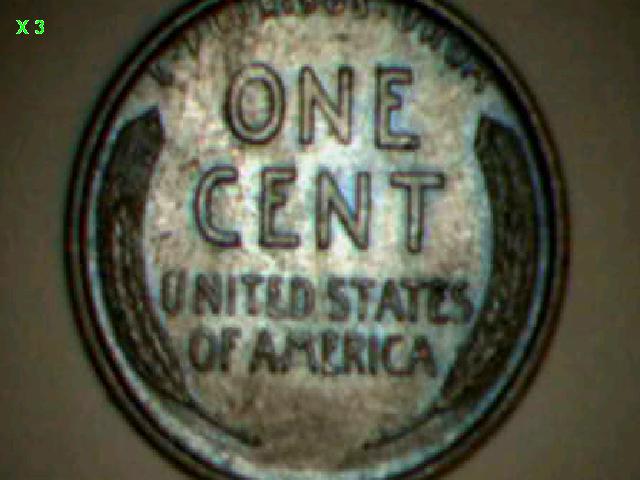 X 3
ONE
CENT
UNITED STATES
OF AMERICA